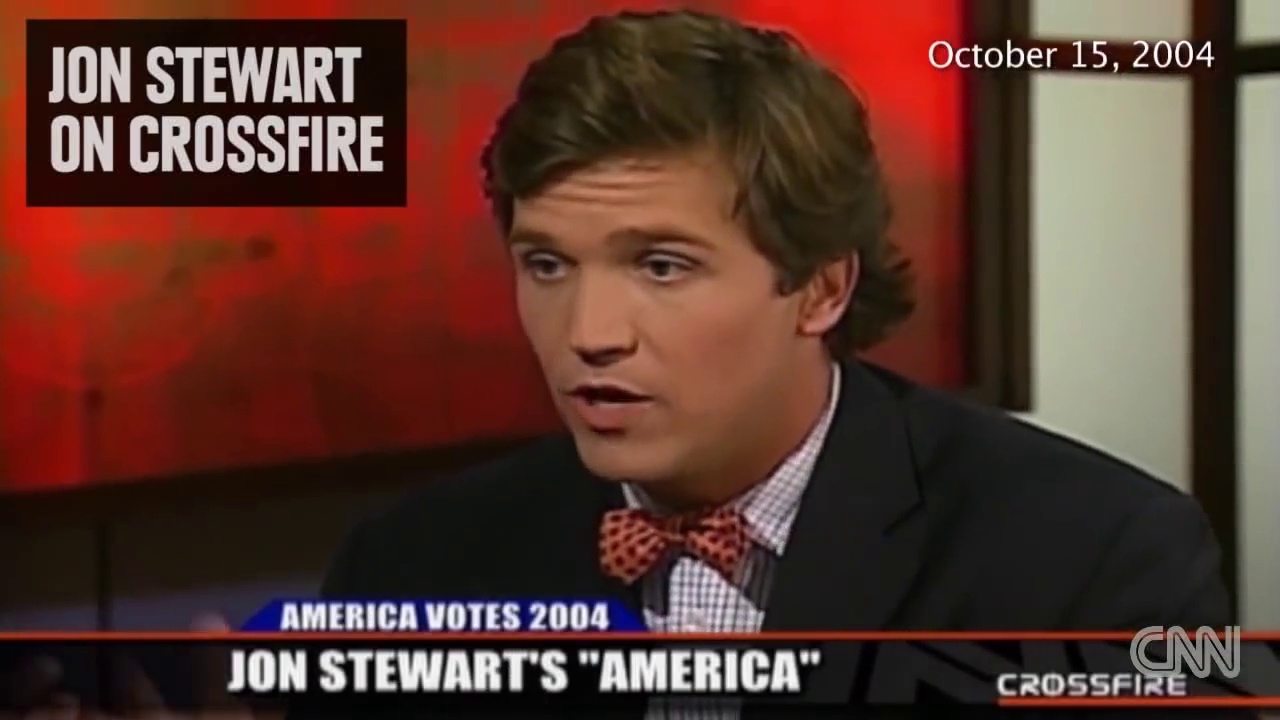 JON STEWART
ON CROSSFIRE
October 15, 2004
AMERICA VOTES 2004
JON STEWART'S "AMERICA"
CNN
CROSSFIRE